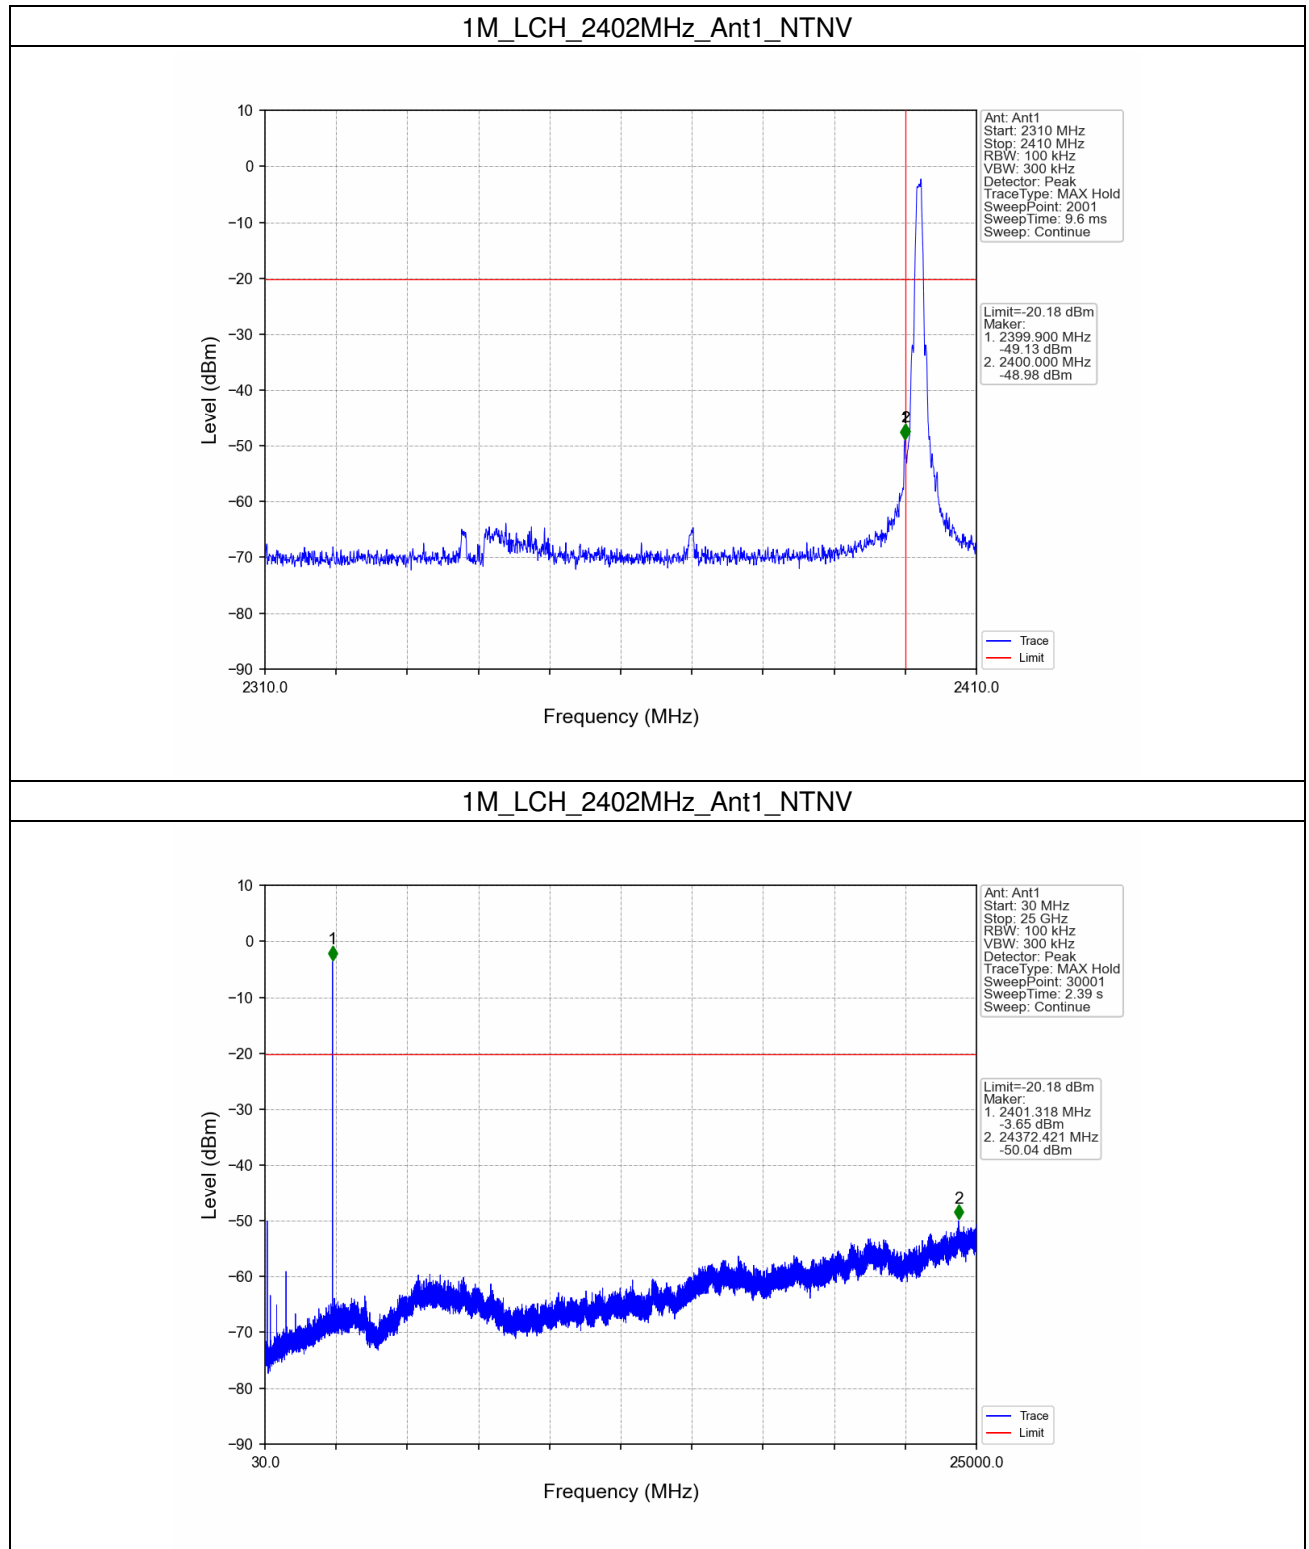 1M_LCH_2402MHz_Ant1_NTNV
10
0
−10
−20
−30
−40
−50
−60
−70
−80
−90
Level (dBm)
2310.0
2410.0
Frequency (MHz)
2
Ant: Ant1
Start: 2310 MHz
Stop: 2410 MHz
RBW: 100 kHz
VBW: 300 kHz
Detector: Peak
TraceType: MAX Hold
SweepPoint: 2001
SweepTime: 9.6 ms
Sweep: Continue
Limit=-20.18 dBm
Maker:
1. 2399.900 MHz
-49.13 dBm
2. 2400.000 MHz
-48.98 dBm
Trace
Limit
1M_LCH_2402MHz_Ant1_NTNV
10
0
−10
−20
−30
−40
−50
−60
−70
−80
−90
Level (dBm)
30.0
25000.0
Frequency (MHz)
1
2
Ant: Ant1
Start: 30 MHz
Stop: 25 GHz
RBW: 100 kHz
VBW: 300 kHz
Detector: Peak
TraceType: MAX Hold
SweepPoint: 30001
SweepTime: 2.39 s
Sweep: Continue
Limit=-20.18 dBm
Maker:
1. 2401.318 MHz
-3.65 dBm
2. 24372.421 MHz
-50.04 dBm
Trace
Limit